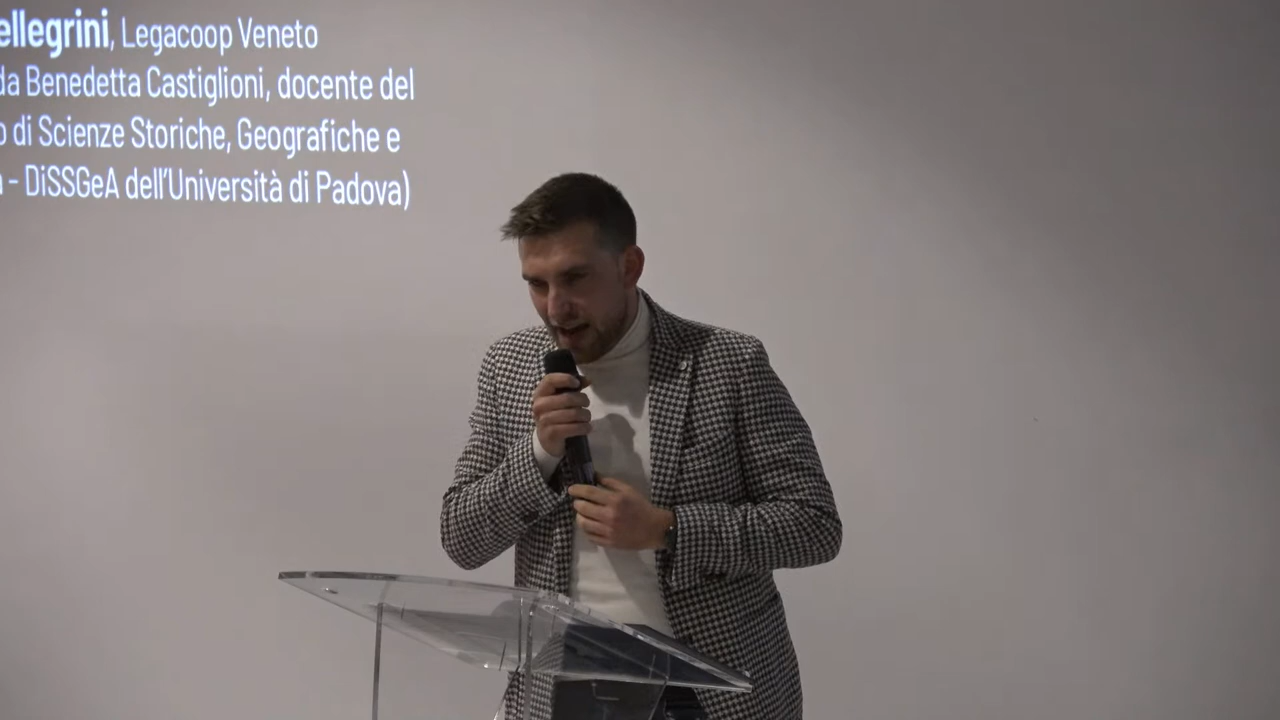 ellegrini, Legacoop Veneto
da Benedetta Castiglioni, docente del
o di Scienze Storiche, Geografiche e
a - DiSSGeA dell'Università di Padova)